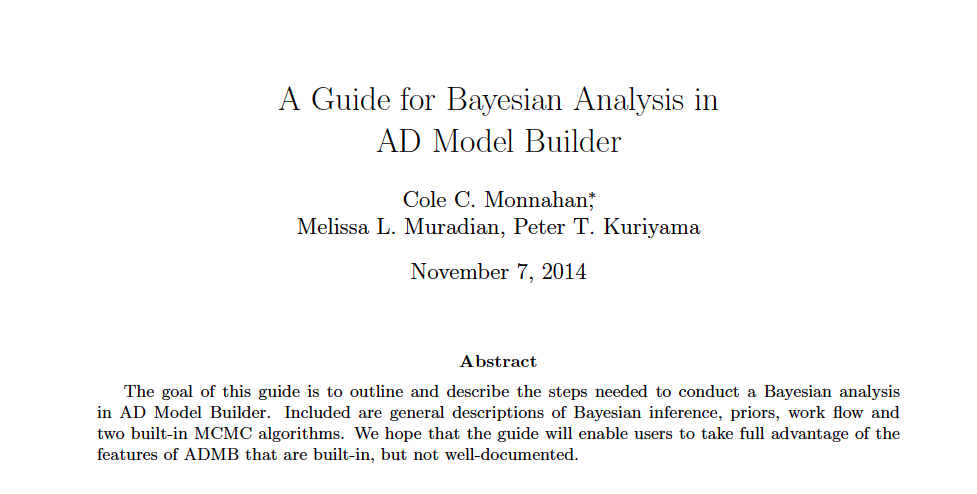 A Guide for Bayesian Analysis in
AD Model Builder
Cole C. Monnahan,*
Melissa L. Muradian, Peter T. Kuriyama
November 7, 2014
Abstract
The goal of this guide is to outline and describe the steps needed to conduct a Bayesian analysis
in AD Model Builder. Included are general descriptions of Bayesian inference, priors, work flow and
two built-in MCMC algorithms. We hope that the guide will enable users to take full advantage of the
features of ADMB that are built-in, but not well-documented.